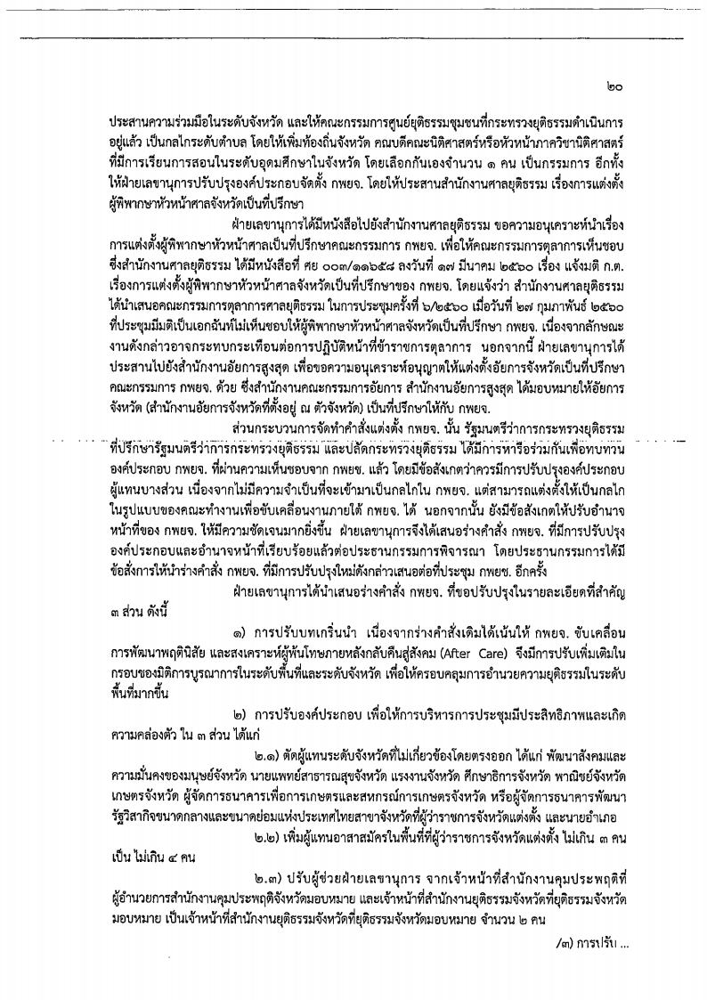 ๒๐
ประสานความร่วมมือในระดับจังหวัด และให้คณะกรรมการศูนย์ยุติธรรมชุมชนที่กระทรวงยุติธรรมดำเนินการ
อยู่แล้ว เป็นกลไกระดับตำบล โดยให้เพิ่มท้องถิ่นจังหวัด คณบดีคณะนิติศาสตร์หรือหัวหน้าภาควิชานิติศาสตร์
ที่มีการเรียนการสอนในระดับอุดมศึกษาในจังหวัด โดยเลือกกันเองจำนวน ๑ คน เป็นกรรมการ อีกทั้ง
ให้ฝ่ายเลขานุการปรับปรุงองค์ประกอบจัดตั้ง กพยจ. โดยให้ประสานสำนักงานศาลยุติธรรม เรื่องการแต่งตั้ง
ผู้พิพากษาหัวหน้าศาลจังหวัดเป็นที่ปรึกษา
ฝ่ายเลขานุการได้มีหนังสือไปยังสำนักงานศาลยุติธรรม ขอความอนุเคราะห์นำเรื่อง
การแต่งตั้งผู้พิพากษาหัวหน้าศาลเป็นที่ปรึกษาคณะกรรมการ กพยจ. เพื่อให้คณะกรรมการตุลาการเห็นชอบ
ซึ่งสำนักงานศาลยุติธรรม ได้มีหนังสือที่ ศย ๐๐๓/๑๑๖๕๘ ลงวันที่ ๑๗ มีนาคม ๒๕๖๐ เรื่อง แจ้งมติ ก.ต.
เรื่องการแต่งตั้งผู้พิพากษาหัวหน้าศาลจังหวัดเป็นที่ปรึกษาของ กพยจ. โดยแจ้งว่า สำนักงานศาลยุติธรรม
ได้นำเสนอคณะกรรมการตุลาการศาลยุติธรรม ในการประชุมครั้งที่ ๖/๒๕๖๐ เมื่อวันที่ ๒๗ กุมภาพันธ์ ๒๕๖๐
ที่ประชุมมีมติเป็นเอกฉันท์ไม่เห็นชอบให้ผู้พิพากษาหัวหน้าศาลจังหวัดเป็นที่ปรึกษา กพยจ. เนื่องจากลักษณะ
งานดังกล่าวอาจกระทบกระเทือนต่อการปฏิบัติหน้าที่ข้าราชการตุลาการ นอกจากนี้ ฝ่ายเลขานุการได้
ประสานไปยังสำนักงานอัยการสูงสุด เพื่อขอความอนุเคราะห์อนุญาตให้แต่งตั้งอัยการจังหวัดเป็นที่ปรึกษา
คณะกรรมการ กพยจ. ด้วย ซึ่งสำนักงานคณะกรรมการอัยการ สำนักงานอัยการสูงสุด ได้มอบหมายให้อัยการ
จังหวัด (สำนักงานอัยการจังหวัดที่ตั้งอยู่ ณ ตัวจังหวัด) เป็นที่ปรึกษาให้กับ กพยจ.
ส่วนกระบวนการจัดทำคำสั่งแต่งตั้ง กพยจ. นั้น รัฐมนตรีว่าการกระทรวงยุติธรรม
ที่ปรึกษารัฐมนตรีว่าการกระทรวงยุติธรรม และปลัดกระทรวงยุติธรรม ได้มีการหารือร่วมกันเพื่อทบทวน
องค์ประกอบ กพยจ. ที่ผ่านความเห็นชอบจาก กพยช. แล้ว โดยมีข้อสังเกตว่าควรมีการปรับปรุงองค์ประกอบ
ผู้แทนบางส่วน เนื่องจากไม่มีความจำเป็นที่จะเข้ามาเป็นกลไกใน กพยจ. แต่สามารถแต่งตั้งให้เป็นกลไก
ในรูปแบบของคณะทำงานเพื่อขับเคลื่อนงานภายใต้ กพยจ. ได้ นอกจากนั้น ยังมีข้อสังเกตให้ปรับอำนาจ
หน้าที่ของ กพยจ. ให้มีความชัดเจนมากยิ่งขึ้น ฝ่ายเลขานุการจึงได้เสนอร่างคำสั่ง กพยจ. ที่มีการปรับปรุง
องค์ประกอบและอำนาจหน้าที่เรียบร้อยแล้วต่อประธานกรรมการพิจารณา โดยประธานกรรมการได้มี
ข้อสั่งการให้นำร่างคำสั่ง กพยจ. ที่มีการปรับปรุงใหม่ดังกล่าวเสนอต่อที่ประชุม กพยช. อีกครั้ง
ฝ่ายเลขานุการได้นำเสนอร่างคำสั่ง กพยจ. ที่ขอปรับปรุงในรายละเอียดที่สำคัญ
๓ ส่วน ดังนี้
๑) การปรับบทเกริ่นนำ เนื่องจากร่างคำสั่งเดิมได้เน้นให้ กพยจ. ขับเคลื่อน
การพัฒนาพฤตินิสัย และสงเคราะห์ผู้พ้นโทษภายหลังกลับคืนสู่สังคม (After Care) จึงมีการปรับเพิ่มเติมใน
กรอบของมิติการบูรณาการในระดับพื้นที่และระดับจังหวัด เพื่อให้ครอบคลุมการอำนวยความยุติธรรมในระดับ
พื้นที่มากขึ้น
๒) การปรับองค์ประกอบ เพื่อให้การบริหารการประชุมมีประสิทธิภาพและเกิด
ความคล่องตัว ใน ๓ ส่วน ได้แก่
๒.๑) ตัดผู้แทนระดับจังหวัดที่ไม่เกี่ยวข้องโดยตรงออก ได้แก่ พัฒนาสังคมและ
ความมั่นคงของมนุษย์จังหวัด นายแพทย์สาธารณสุขจังหวัด แรงงานจังหวัด ศึกษาธิการจังหวัด พาณิชย์จังหวัด
เกษตรจังหวัด ผู้จัดการธนาคารเพื่อการเกษตรและสหกรณ์การเกษตรจังหวัด หรือผู้จัดการธนาคารพัฒนา
รัฐวิสากิจขนาดกลางและขนาดย่อมแห่งประเทศไทยสาขาจังหวัดที่ผู้ว่าราชการจังหวัดแต่งตั้ง และนายอำเภอ
๒.๒) เพิ่มผู้แทนอาสาสมัครในพื้นที่ที่ผู้ว่าราชการจังหวัดแต่งตั้ง ไม่เกิน ๓ คน
เป็น ไม่เกิน ๔ คน
๒.๓) ปรับผู้ช่วยฝ่ายเลขานุการ จากเจ้าหน้าที่สำนักงานคุมประพฤติที่
ผู้อำนวยการสำนักงานคุมประพฤติจังหวัดมอบหมาย และเจ้าหน้าที่สำนักงานยุติธรรมจังหวัดที่ยุติธรรมจังหวัด
มอบหมาย เป็นเจ้าหน้าที่สำนักงานยุติธรรมจังหวัดที่ยุติธรรมจังหวัดมอบหมาย จำนวน ๒ คน
/๓) การปรับ ...